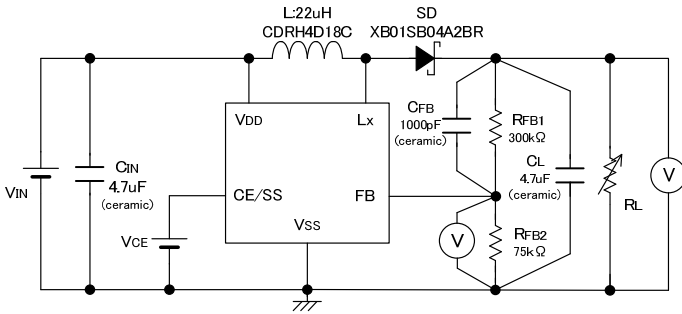 L:22uH
CDRH4D18C
SD
XB01SB04A2BR
VDD
Lx
CE/SS
FB
VSS
VIN
CIN
4.7uF
(ceramic)
VCE
CFB
1000pF
(ceramic)
RFB1
300kΩ
CL
4.7uF
(ceramic)
RFB2
75kΩ
V
RL
V